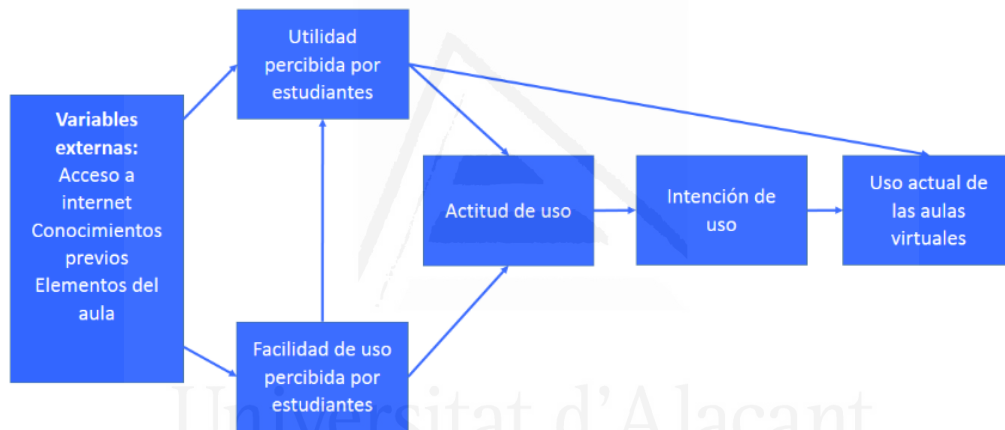 Utilidad
percibida por
estudiantes
Variables
externas:
Acceso a
internet
Conocimientos
previos
Elementos del
aula
Actitud de uso
Intención de
uso
Uso actual de
las aulas
virtuales
Facilidad de uso
percibida por
estudiantes
Universitat d'Alacant